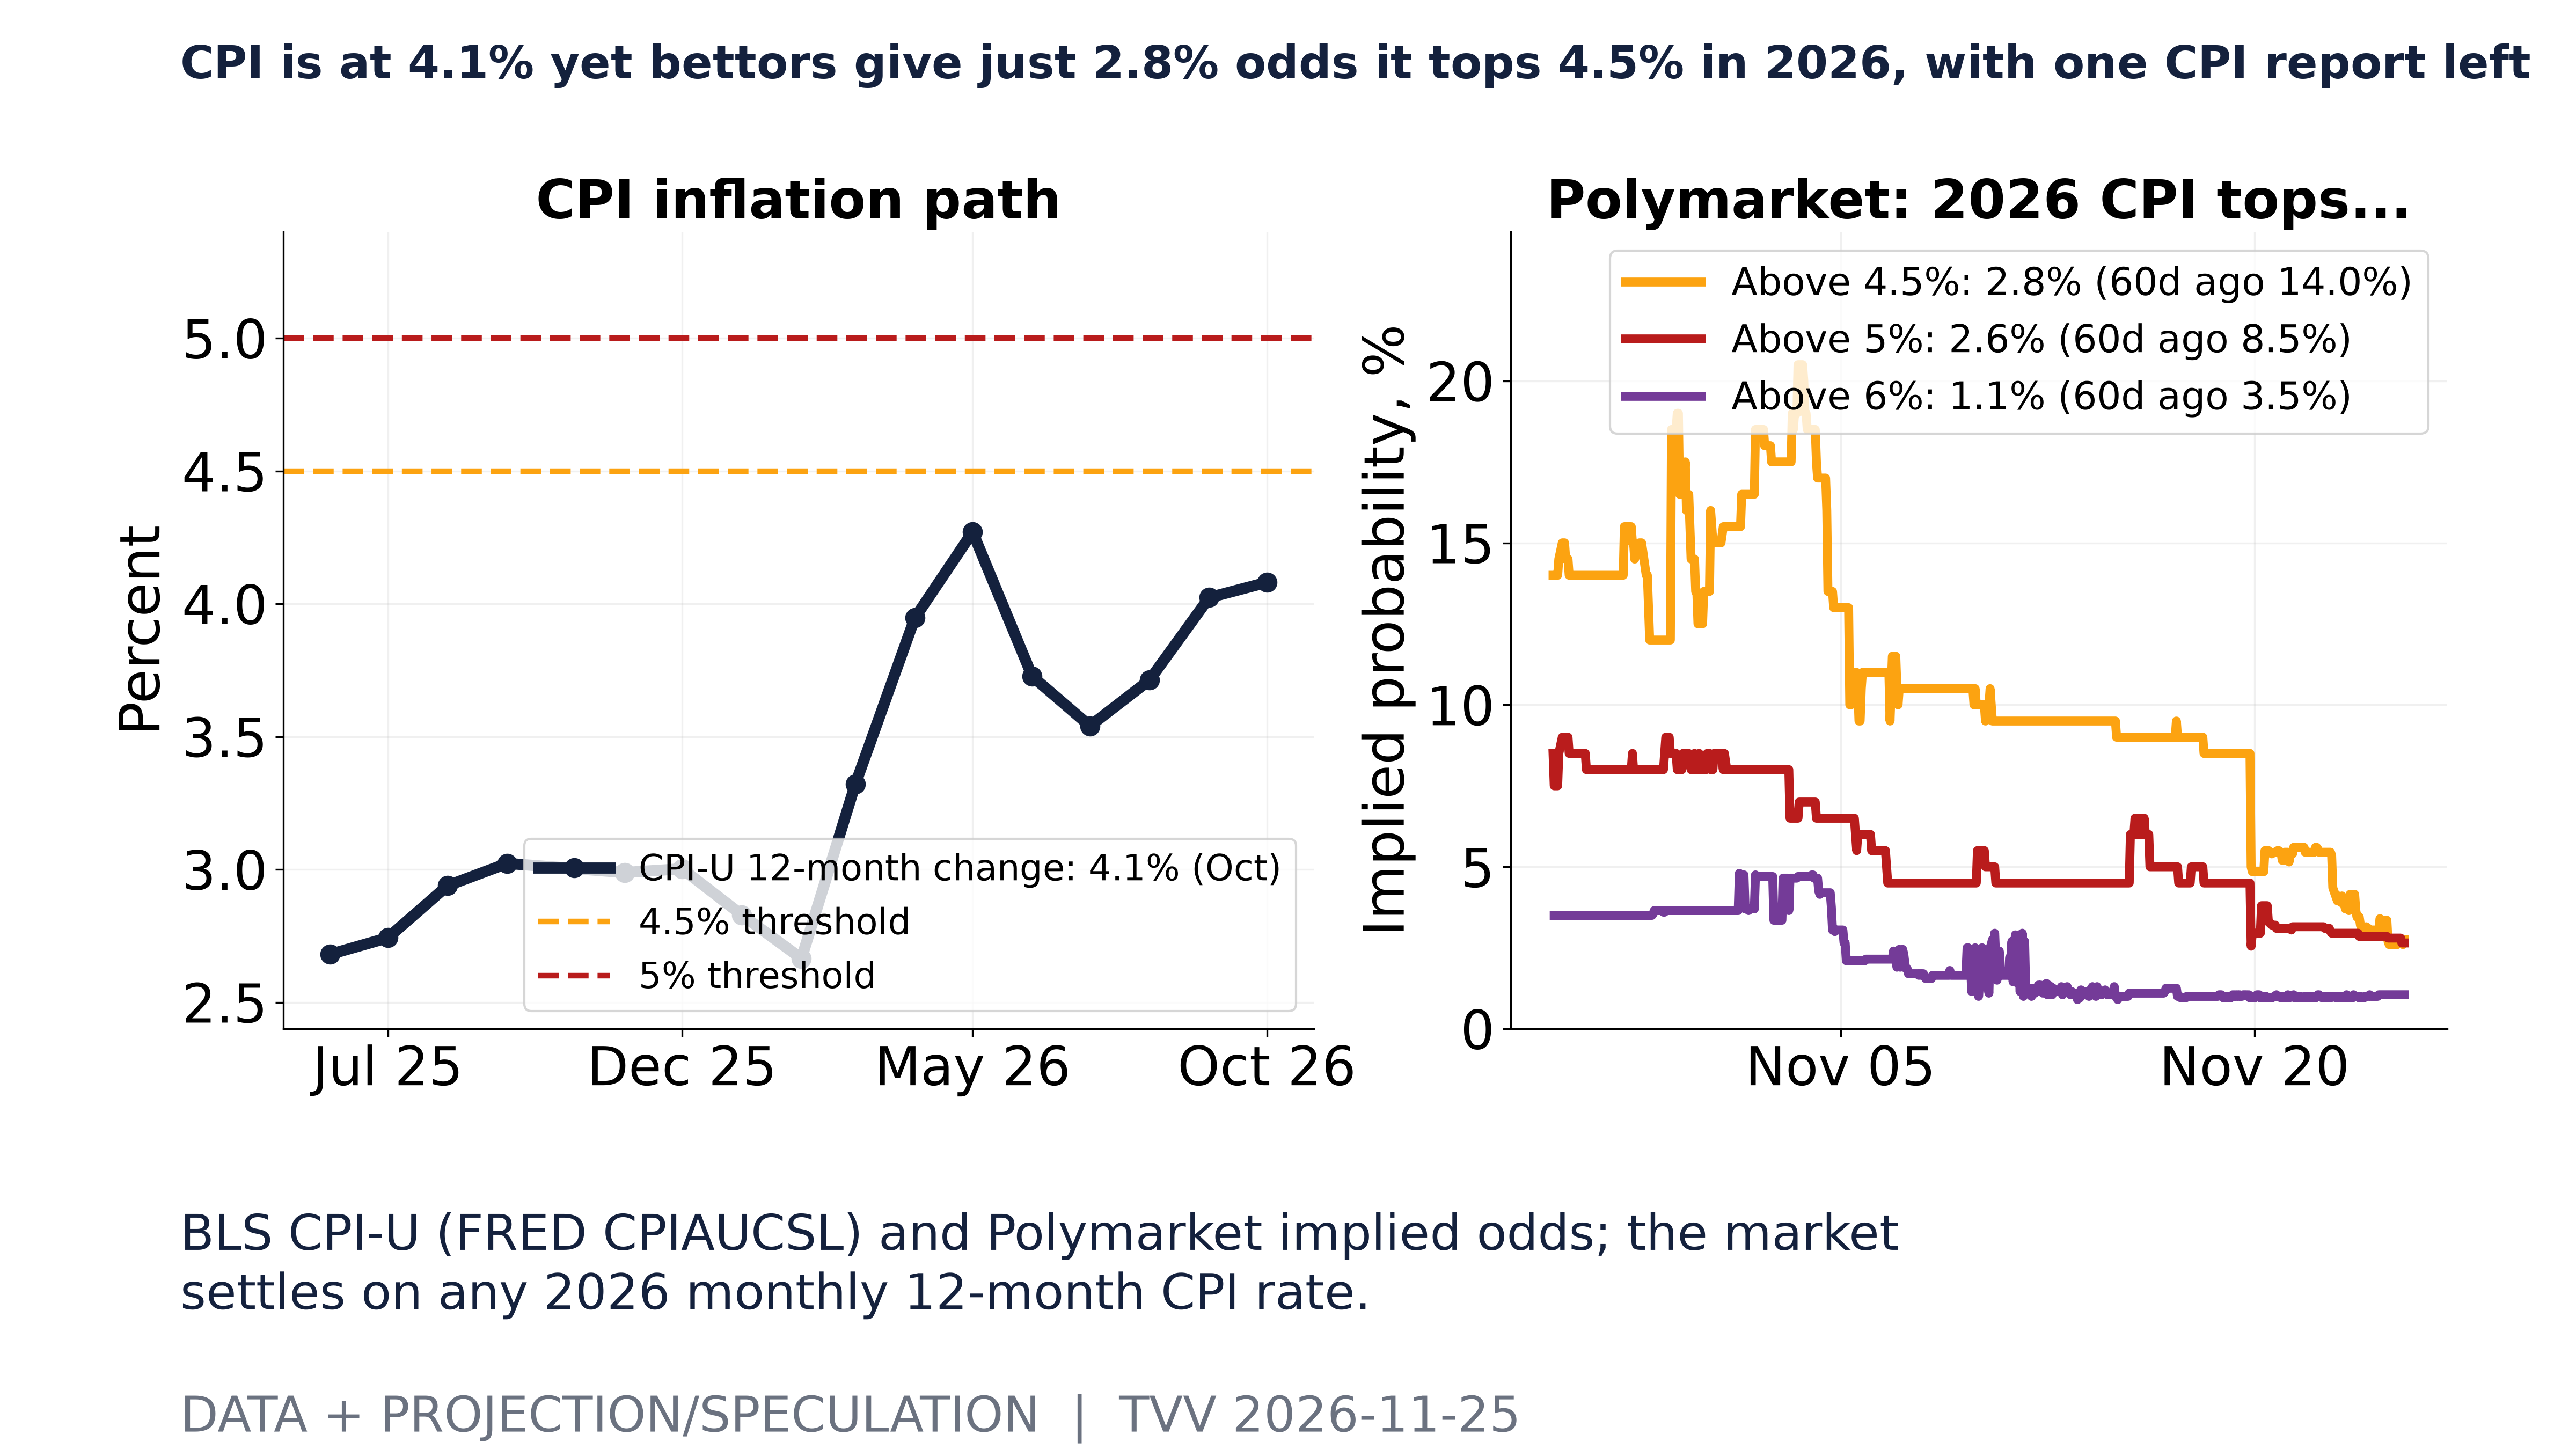 CPI is at 4.1% yet bettors give just 2.8% odds it tops 4.5% in 2026, with one CPI report left
CPI inflation path
Percent
5.0
4.5
4.0
3.5
3.0
2.5
Jul 25
Dec 25
May 26
Oct 26
CPI-U 12-month change: 4.1% (Oct)
4.5% threshold
5% threshold
Polymarket: 2026 CPI tops...
Implied probability, %
20
15
10
5
0
Nov 05
Nov 20
Above 4.5%: 2.8% (60d ago 14.0%)
Above 5%: 2.6% (60d ago 8.5%)
Above 6%: 1.1% (60d ago 3.5%)
BLS CPI-U (FRED CPIAUCSL) and Polymarket implied odds; the market
settles on any 2026 monthly 12-month CPI rate.
DATA + PROJECTION/SPECULATION | TVV 2026-11-25